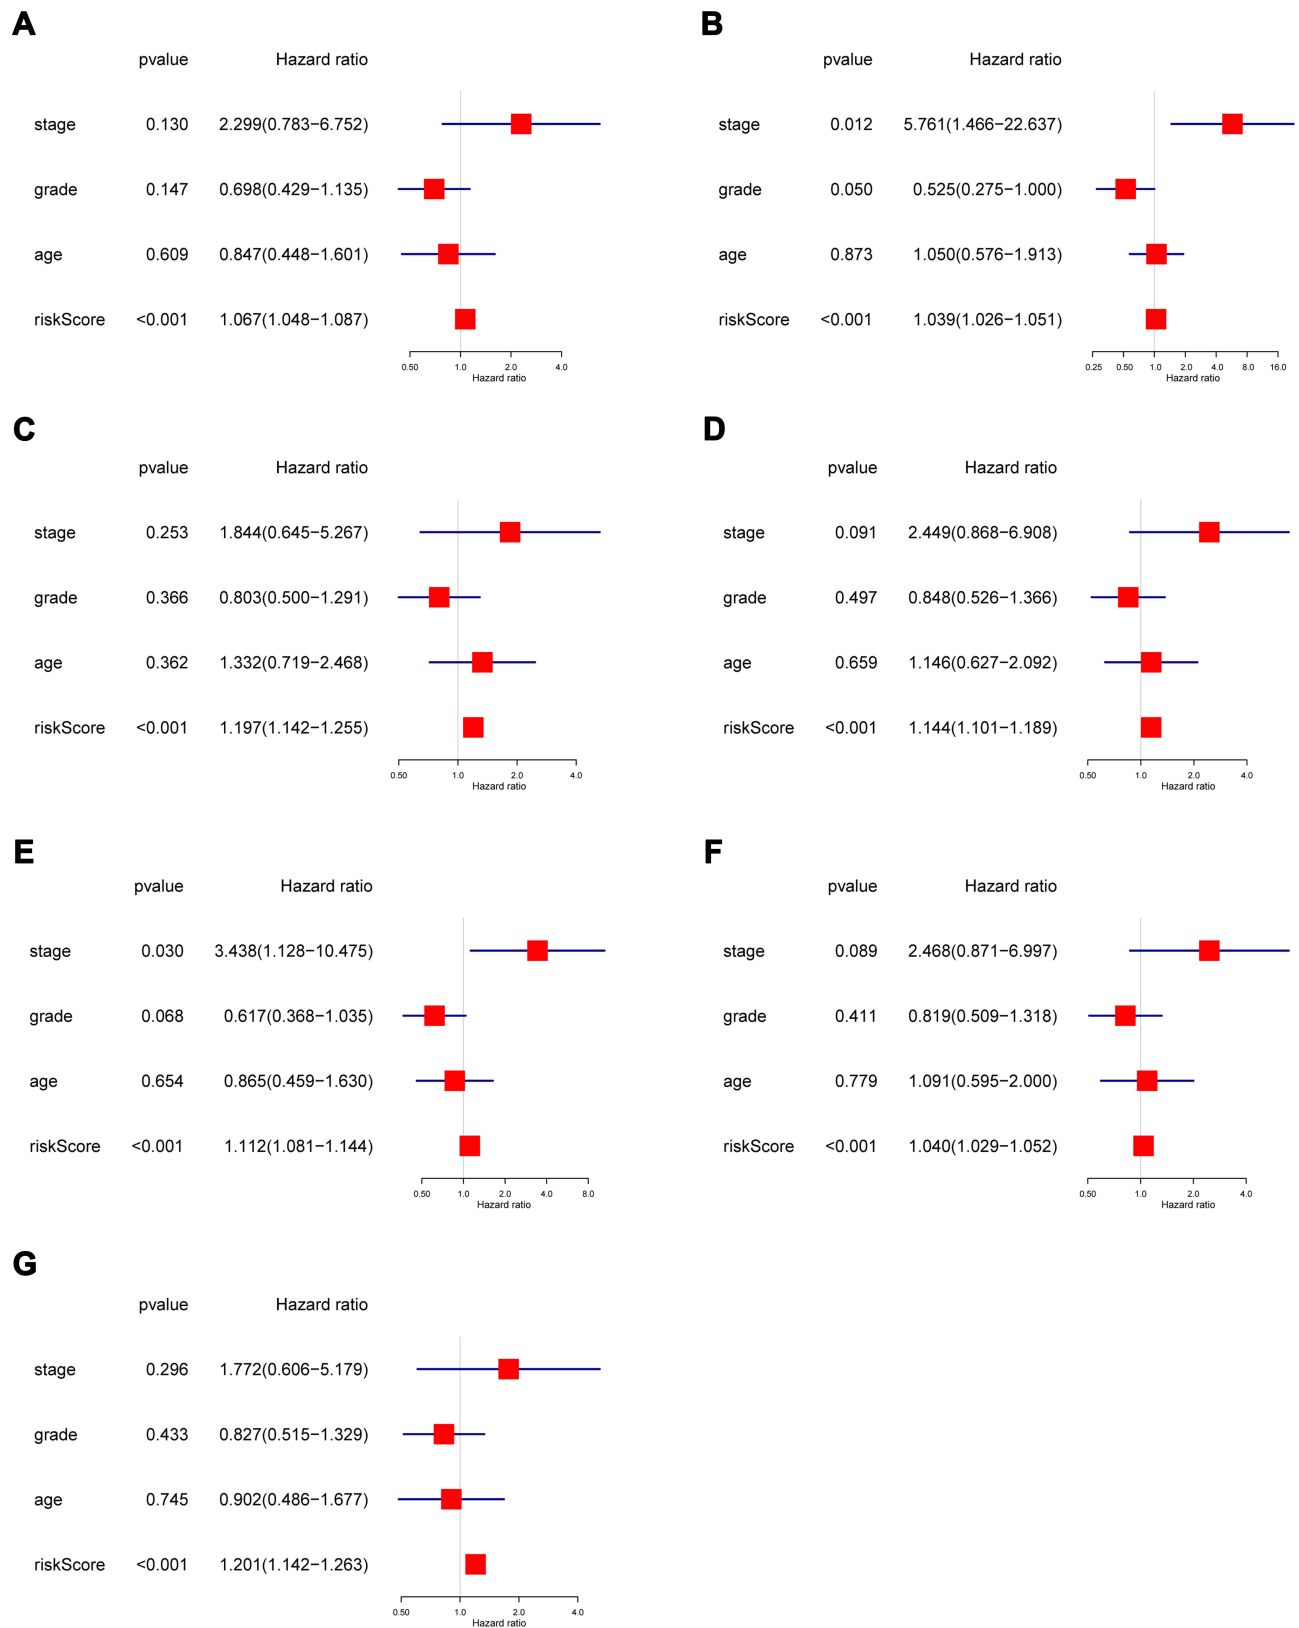 A
pvalue Hazard ratio
stage 0.130 2.299(0.783−6.752)
grade 0.147 0.698(0.429−1.135)
age 0.609 0.847(0.448−1.601)
riskScore <0.001 1.067(1.048−1.087)
0.50 1.0 2.0 4.0
Hazard ratio
B
pvalue Hazard ratio
stage 0.012 5.761(1.466−22.637)
grade 0.050 0.525(0.275−1.000)
age 0.873 1.050(0.576−1.913)
riskScore <0.001 1.039(1.026−1.051)
0.25 0.50 1.0 2.0 4.0 8.0 16.0
Hazard ratio
C
pvalue Hazard ratio
stage 0.253 1.844(0.645−5.267)
grade 0.366 0.803(0.500−1.291)
age 0.362 1.332(0.719−2.468)
riskScore <0.001 1.197(1.142−1.255)
0.50 1.0 2.0 4.0
Hazard ratio
D
pvalue Hazard ratio
stage 0.091 2.449(0.868−6.908)
grade 0.497 0.848(0.526−1.366)
age 0.659 1.146(0.627−2.092)
riskScore <0.001 1.144(1.101−1.189)
0.50 1.0 2.0 4.0
Hazard ratio
E
pvalue Hazard ratio
stage 0.030 3.438(1.128−10.475)
grade 0.068 0.617(0.368−1.035)
age 0.654 0.865(0.459−1.630)
riskScore <0.001 1.112(1.081−1.144)
0.50 1.0 2.0 4.0 8.0
Hazard ratio
F
pvalue Hazard ratio
stage 0.089 2.468(0.871−6.997)
grade 0.411 0.819(0.509−1.318)
age 0.779 1.091(0.595−2.000)
riskScore <0.001 1.040(1.029−1.052)
0.50 1.0 2.0 4.0
Hazard ratio
G
pvalue Hazard ratio
stage 0.296 1.772(0.606−5.179)
grade 0.433 0.827(0.515−1.329)
age 0.745 0.902(0.486−1.677)
riskScore <0.001 1.201(1.142−1.263)
0.50 1.0 2.0 4.0
Hazard ratio